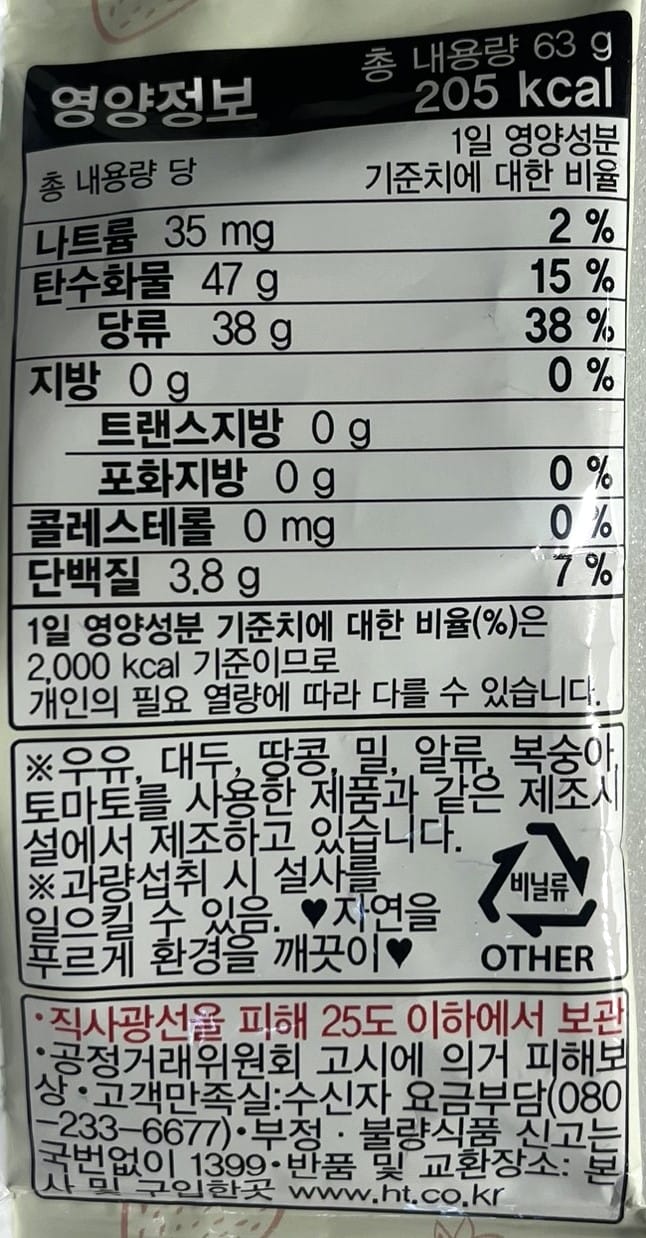 영양정보
총 내용량 63 g
205 kcal
총 내용량 당
1일 영양성분
기준치에 대한 비율
나트륨 35 mg 2 %
탄수화물 47 g 15 %
당류 38 g 38 %
지방 0 g 0 %
트랜스지방 0 g
포화지방 0 g 0 %
콜레스테롤 0 mg 0 %
단백질 3.8 g 7 %
1일 영양성분 기준치에 대한 비율(%)은
2,000 kcal 기준이므로
개인의 필요 열량에 따라 다를 수 있습니다.
※우유, 대두, 땅콩, 밀, 알류, 복숭아,
토마토를 사용한 제품과 같은 제조시
설에서 제조하고 있습니다.
※과량섭취 시 설사를
일으킬 수 있음. ♥자연을
푸르게 환경을 깨끗이♥
비닐류
OTHER
•직사광선을 피해 25도 이하에서 보관
•공정거래위원회 고시에 의거 피해보
상•고객만족실:수신자 요금부담(080
-233-6677)•부정 · 불량식품 신고는
국번없이 1399•반품 및 교환장소: 본
사 및 구입한곳 www.ht.co.kr